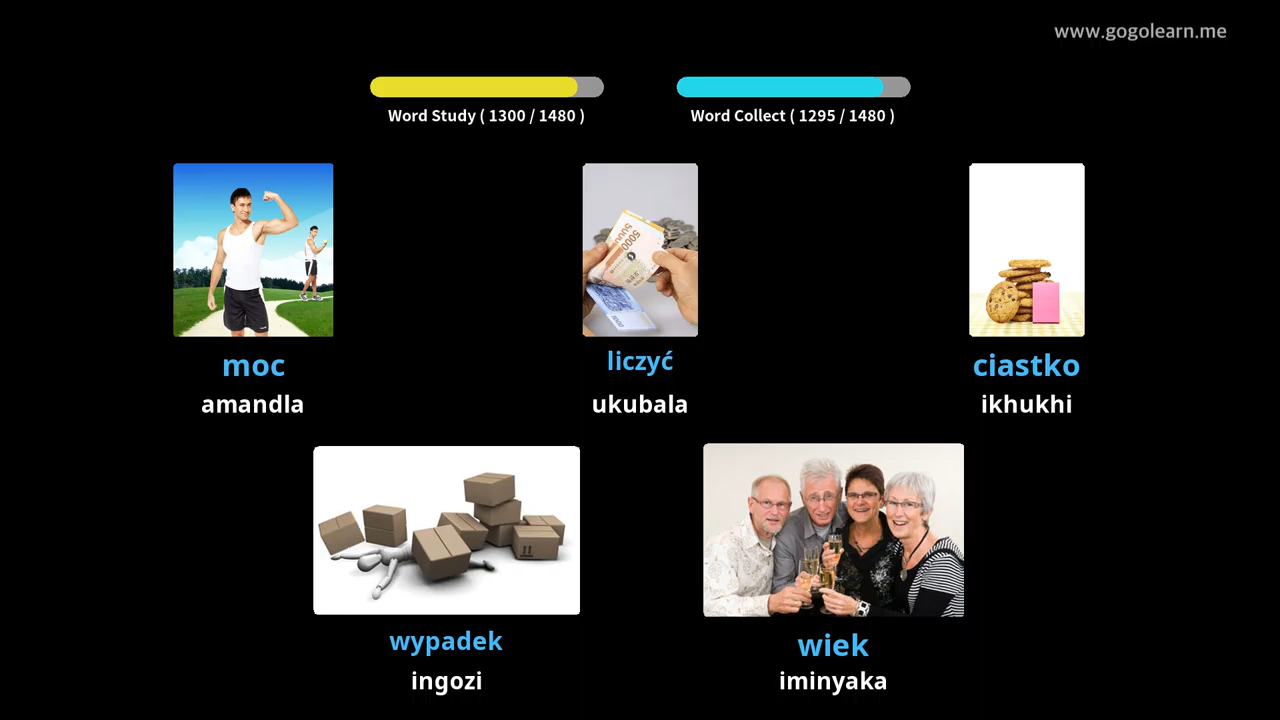 www.gogolearn.me
Word Study ( 1300 / 1480 )
Word Collect ( 1295 / 1480 )
moc
amandla
liczyć
ukubala
ciastko
ikhukhi
wypadek
ingozi
wiek
iminyaka